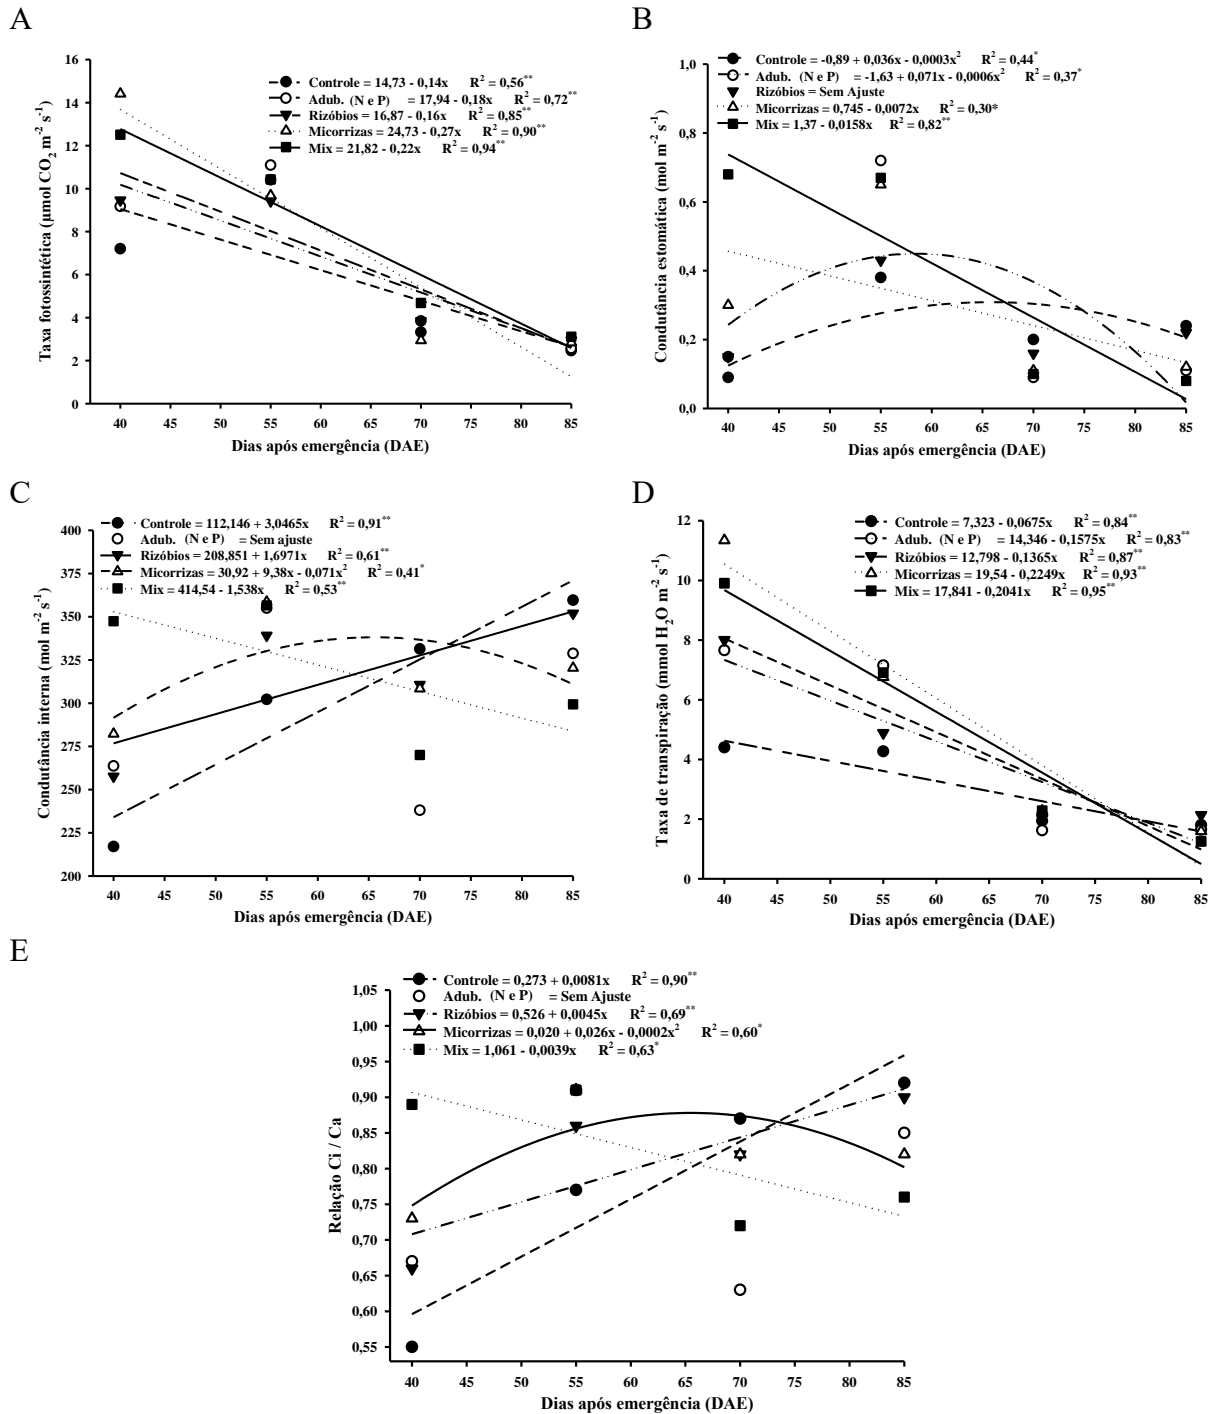 A
Taxa fotossintética (µmol CO₂ m⁻² s⁻¹)
Controle = 14,73 - 0,14x R² = 0,56**
Adub. (N e P) = 17,94 - 0,18x R² = 0,72**
Rizóbios = 16,87 - 0,16x R² = 0,85**
Micorrizas = 24,73 - 0,27x R² = 0,90**
Mix = 21,82 - 0,22x R² = 0,94**
16
14
12
10
8
6
4
2
0
40 45 50 55 60 65 70 75 80 85
Dias após emergência (DAE)
B
Condutância estomática (mol m⁻² s⁻¹)
Controle = -0,89 + 0,036x - 0,0003x² R² = 0,44*
Adub. (N e P) = -1,63 + 0,071x - 0,0006x² R² = 0,37*
Rizóbios = Sem Ajuste
Micorrizas = 0,745 - 0,0072x R² = 0,30*
Mix = 1,37 - 0,0158x R² = 0,82**
1,0
0,8
0,6
0,4
0,2
0,0
40 45 50 55 60 65 70 75 80 85
Dias após emergência (DAE)
C
Condutância interna (mol m⁻² s⁻¹)
Controle = 112,146 + 3,0465x R² = 0,91**
Adub. (N e P) = Sem ajuste
Rizóbios = 208,851 + 1,6971x R² = 0,61**
Micorrizas = 30,92 + 9,38x - 0,071x² R² = 0,41*
Mix = 414,54 - 1,538x R² = 0,53**
400
375
350
325
300
275
250
225
200
40 45 50 55 60 65 70 75 80 85
Dias após emergência (DAE)
D
Taxa de transpiração (mmol H₂O m⁻² s⁻¹)
Controle = 7,323 - 0,0675x R² = 0,84**
Adub. (N e P) = 14,346 - 0,1575x R² = 0,83**
Rizóbios = 12,798 - 0,1365x R² = 0,87**
Micorrizas = 19,54 - 0,2249x R² = 0,93**
Mix = 17,841 - 0,2041x R² = 0,95**
12
10
8
6
4
2
0
40 45 50 55 60 65 70 75 80 85
Dias após emergência (DAE)
E
Relação Ci / Ca
Controle = 0,273 + 0,0081x R² = 0,90**
Adub. (N e P) = Sem Ajuste
Rizóbios = 0,526 + 0,0045x R² = 0,69**
Micorrizas = 0,020 + 0,026x - 0,0002x² R² = 0,60*
Mix = 1,061 - 0,0039x R² = 0,63*
1,05
1,00
0,95
0,90
0,85
0,80
0,75
0,70
0,65
0,60
0,55
40 45 50 55 60 65 70 75 80 85
Dias após emergência (DAE)